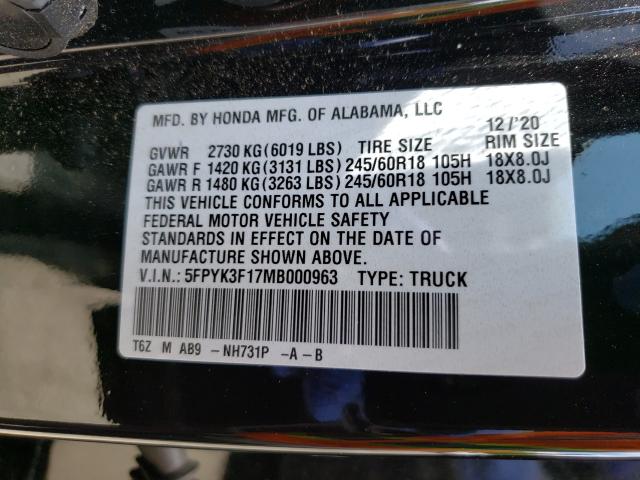 MFD. BY HONDA MFG. OF ALABAMA, LLC 12/'20
GVWR 2730 KG(6019 LBS) TIRE SIZE RIM SIZE
GAWR F 1420 KG(3131 LBS) 245/60R18 105H 18X8.0J
GAWR R 1480 KG(3263 LBS) 245/60R18 105H 18X8.0J
THIS VEHICLE CONFORMS TO ALL APPLICABLE
FEDERAL MOTOR VEHICLE SAFETY
STANDARDS IN EFFECT ON THE DATE OF
MANUFACTURE SHOWN ABOVE.
V.I.N.: 5FPYK3F17MB000963 TYPE: TRUCK
T6Z M AB9 -NH731P -A -B